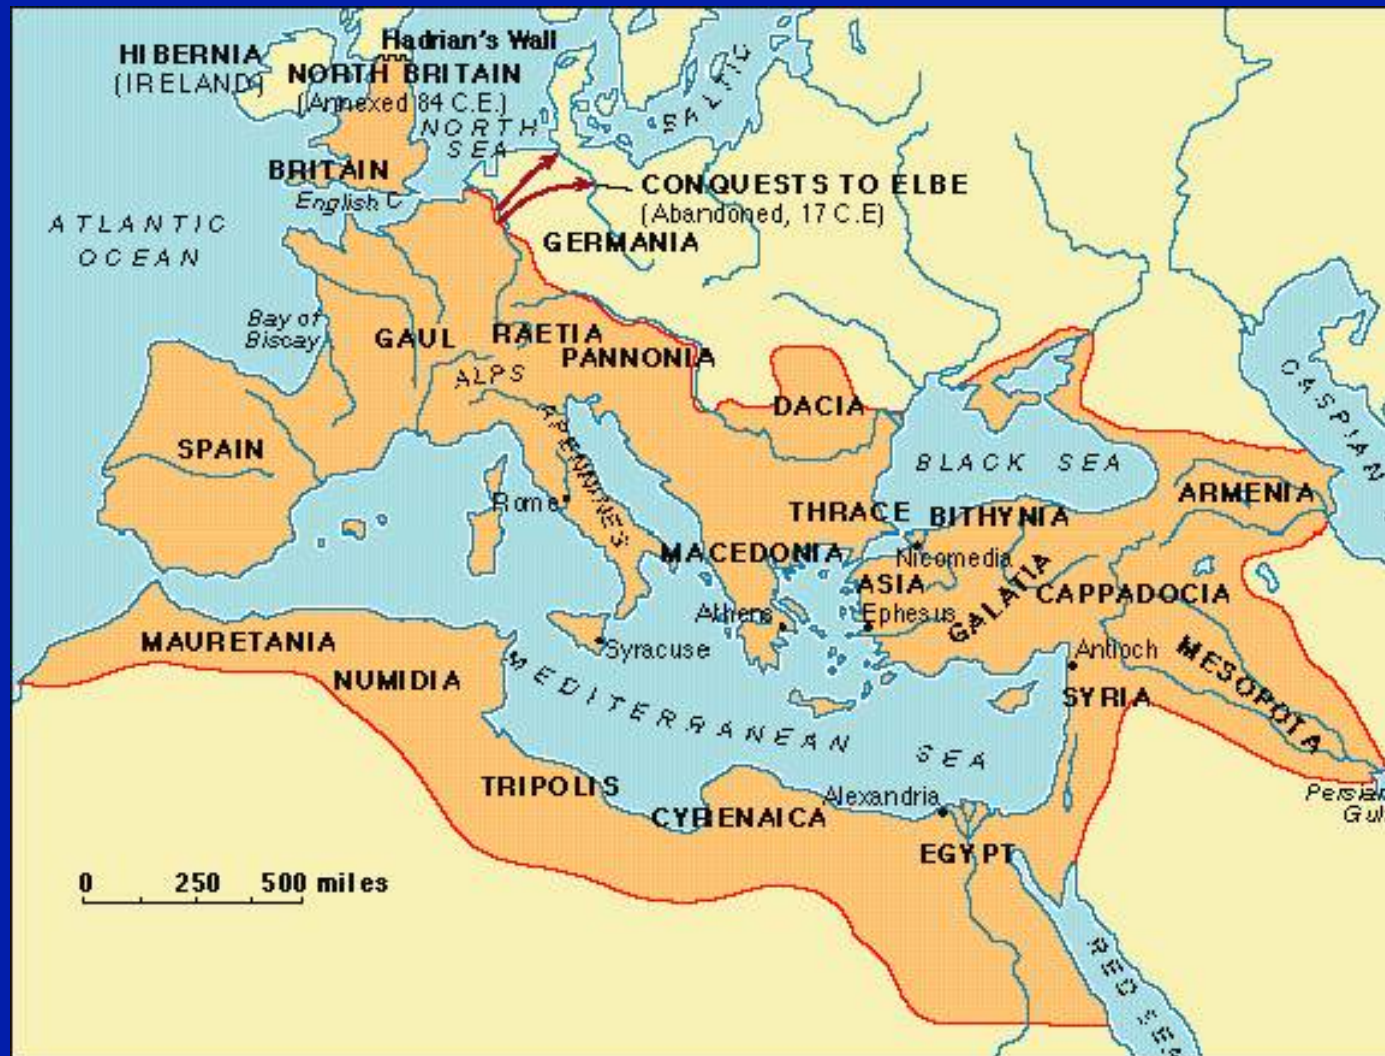 Hadrian's Wall
HIBERNIA
(IRELAND)
NORTH BRITAIN
(Annexed 84 C.E.)
NORTH
SEA
BALTIC
BRITAIN
English C
CONQUESTS TO ELBE
(Abandoned, 17 C.E)
ATLANTIC
OCEAN
GERMANIA
Bay of
Biscay
GAUL
RAETIA
PANNONIA
ALPS
DACIA
CASPIAN
APENNINES
SPAIN
BLACK SEA
Rome
ARMENIA
THRACE
BITHYNIA
MACEDONIA
Nicomedia
ASIA
GALATIA
CAPPADOCIA
Athens
Ephesus
MAURETANIA
Syracuse
Antioch
NUMIDIA
MEDITERRANEAN SEA
SYRIA
MESOPOTA
TRIPOLIS
Alexandria
CYRENAICA
Persian
Gul
EGYPT
0 250 500 miles
RED SEA